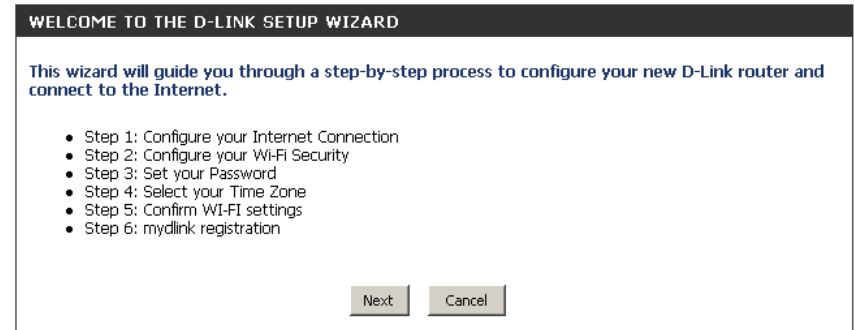 WELCOME TO THE D-LINK SETUP WIZARD
This wizard will guide you through a step-by-step process to configure your new D-Link router and
connect to the Internet.
• Step 1: Configure your Internet Connection
• Step 2: Configure your Wi-Fi Security
• Step 3: Set your Password
• Step 4: Select your Time Zone
• Step 5: Confirm WI-FI settings
• Step 6: mydlink registration
Next Cancel